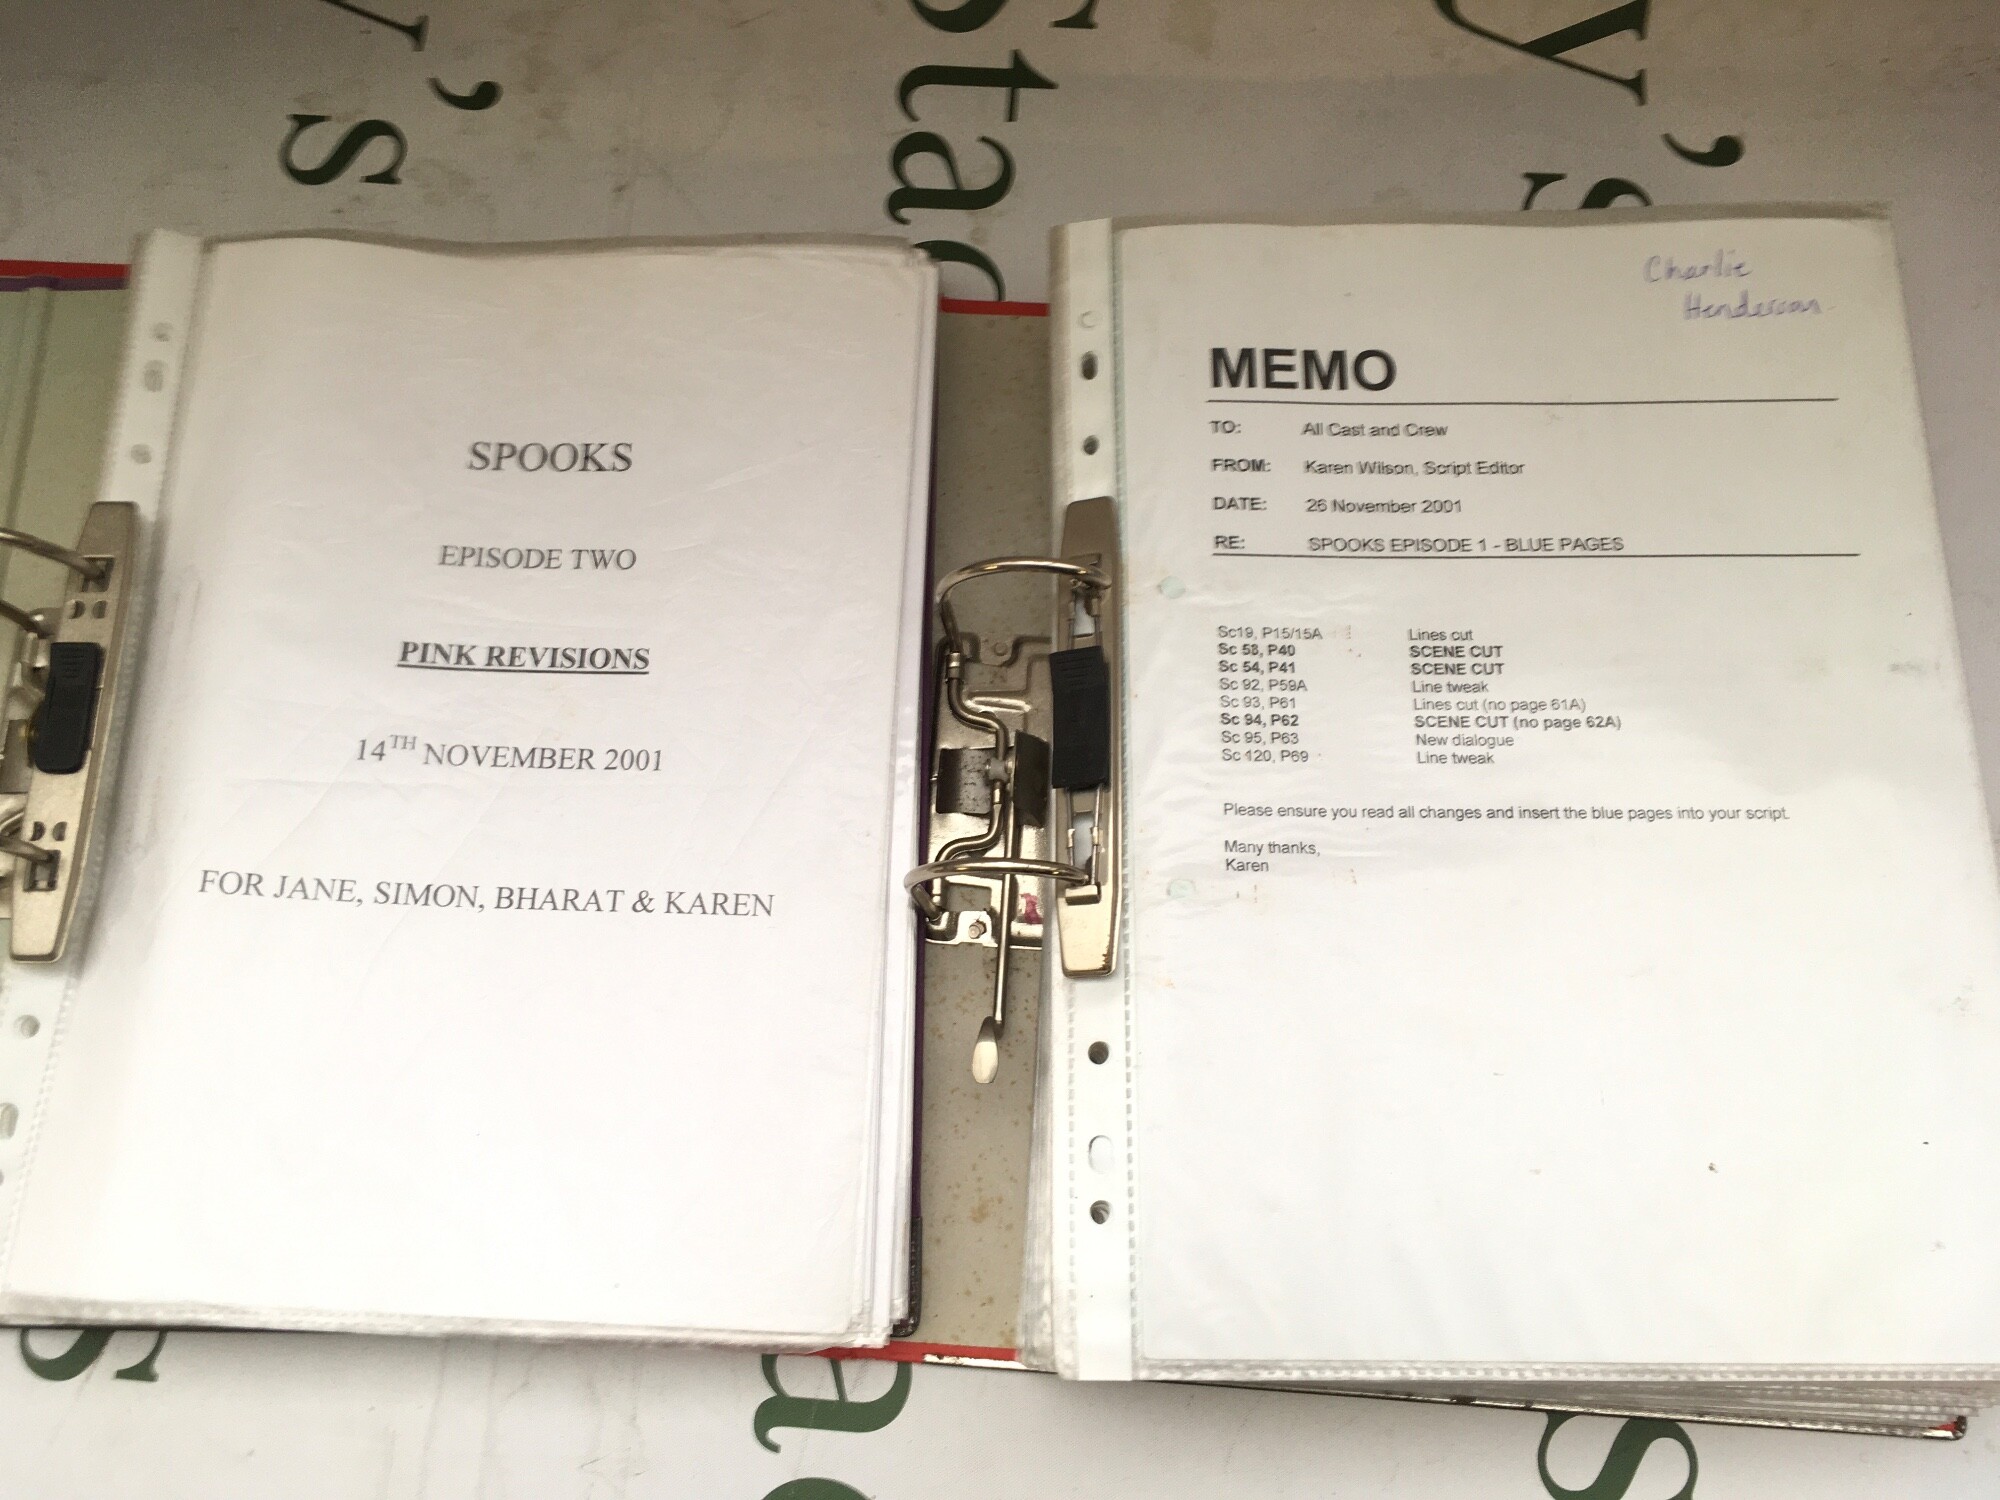 SPOOKS
EPISODE TWO
PINK REVISIONS
14TH NOVEMBER 2001
FOR JANE, SIMON, BHARAT & KAREN
Charlie
Henderson
MEMO
TO: All Cast and Crew
FROM: Karen Wilson, Script Editor
DATE: 26 November 2001
RE: SPOOKS EPISODE 1 - BLUE PAGES
Sc19, P15/15A Lines cut
Sc 53, P40 SCENE CUT
Sc 54, P41 SCENE CUT
Sc 92, P59A Line tweak
Sc 93, P61 Lines cut (no page 61A)
Sc 94, P62 SCENE CUT (no page 62A)
Sc 95, P63 New dialogue
Sc 120, P69 Line tweak
Please ensure you read all changes and insert the blue pages into your script.
Many thanks,
Karen
y's
Sta
y's
s
a
s